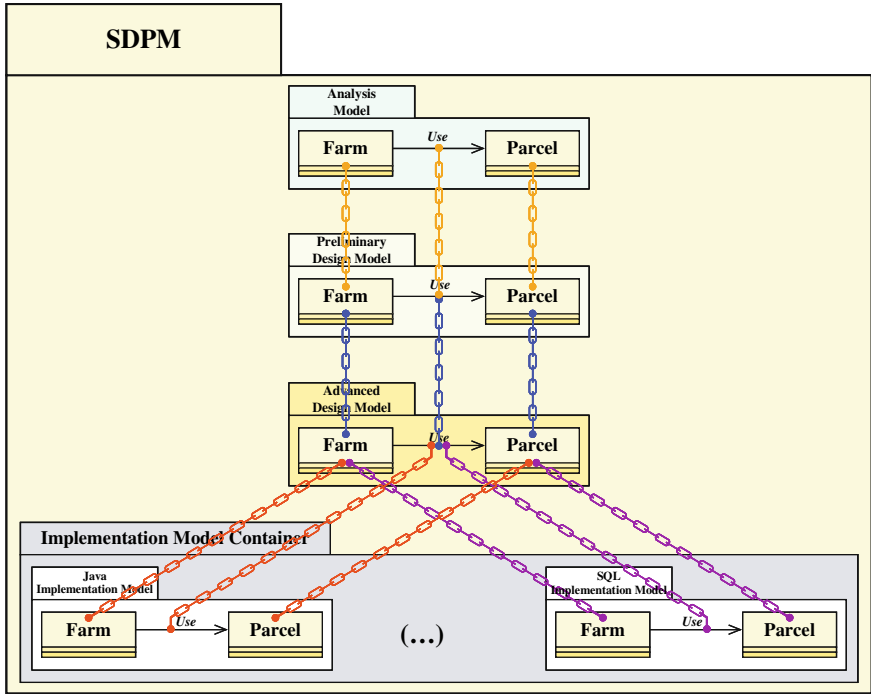 SDPM
Analysis
Model
Use
Farm
Parcel
Preliminary
Design Model
Farm
Use
Parcel
Advanced
Design Model
Use
Farm
Parcel
Implementation Model Container
Java
Implementation Model
Farm
Use
Parcel
(...)
SQL
Implementation Model
Farm
Use
Parcel